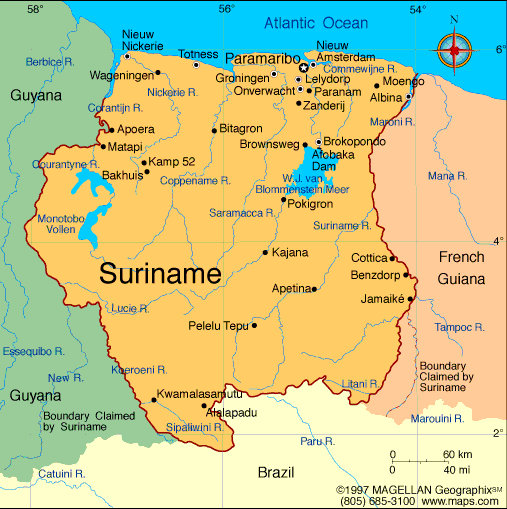 58°
56°
54°
Atlantic Ocean
N
Nieuw
Nickerie
Totness
Paramaribo
Nieuw
Amsterdam
6°
Berbice R.
Wageningen
Groningen
Lelydorp
Commewijne R.
Moengo
Guyana
Nickerie R.
Onverwacht
Paranam
Albina
Corantijn R.
Zanderij
Maroni R.
Apoera
Bitagron
Matapi
Brownsweg
Brokopondo
Afobaka
Dam
Courantyne R.
Kamp 52
Bakhuis
Coppename R.
W.J. van
Blommenstein Meer
Mana R.
Pokigron
Monotobo
Vollen
Saramacca R.
Suriname R.
4°
Kajana
Cottica
French
Guiana
Suriname
Benzdorp
Apetina
Jamaiké
Lucie R.
Pelelu Tepu
Tampoc R.
Essequibo R.
Koeroeni R.
Boundary
Claimed by
Suriname
New R.
Litani R.
Guyana
Kwamalasamutu
Alalapadu
Boundary Claimed
by Suriname
Sipaliwini R.
Marouini R.
2°
Paru R.
Catuini R.
Brazil
0 60 km
0 40 mi
©1997 MAGELLAN Geographix℠
(805) 685-3100 www.maps.com